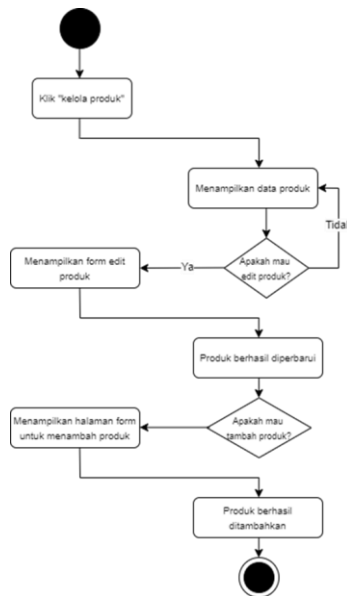 Klik "kelola produk"
Menampilkan data produk
Tidal
Apakah mau
edit produk?
Ya
Menampilkan form edit
produk
Produk berhasil diperbarui
Apakah mau
tambah produk?
Menampilkan halaman form
untuk menambah produk
Produk berhasil
ditambahkan